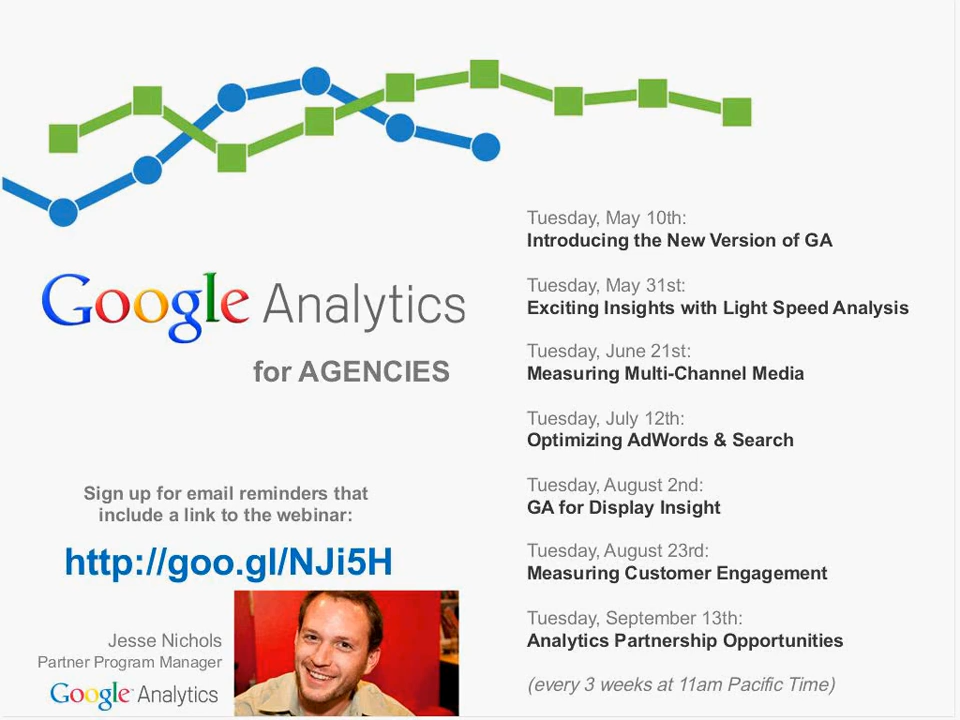 Google Analytics
for AGENCIES
Sign up for email reminders that
include a link to the webinar:
http://goo.gl/NJi5H
Jesse Nichols
Partner Program Manager
Google Analytics
Tuesday, May 10th:
Introducing the New Version of GA
Tuesday, May 31st:
Exciting Insights with Light Speed Analysis
Tuesday, June 21st:
Measuring Multi-Channel Media
Tuesday, July 12th:
Optimizing AdWords & Search
Tuesday, August 2nd:
GA for Display Insight
Tuesday, August 23rd:
Measuring Customer Engagement
Tuesday, September 13th:
Analytics Partnership Opportunities
(every 3 weeks at 11am Pacific Time)